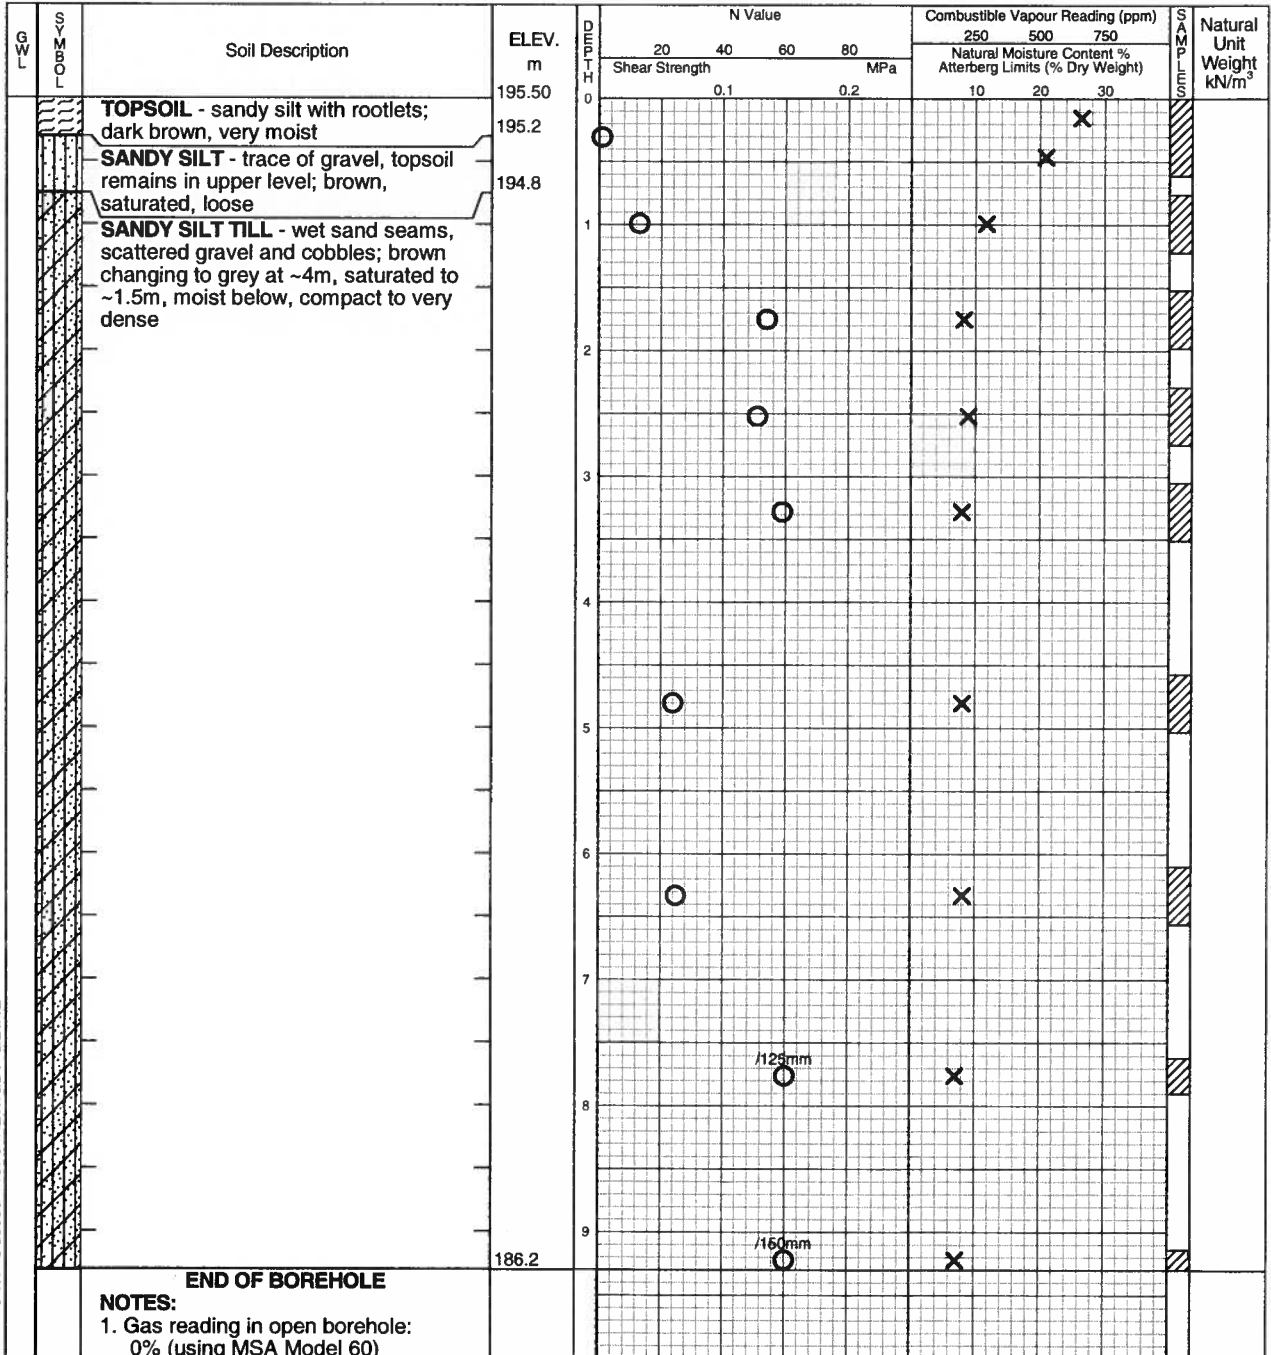 GWL
SYMBOL
Soil Description
ELEV.
m
DEPTH
N Value
20 40 60 80
Shear Strength MPa
0.1 0.2
Combustible Vapour Reading (ppm)
250 500 750
Natural Moisture Content %
Atterberg Limits (% Dry Weight)
10 20 30
SAMPLES
Natural
Unit
Weight
kN/m³
195.50
0
TOPSOIL - sandy silt with rootlets;
dark brown, very moist
195.2
SANDY SILT - trace of gravel, topsoil
remains in upper level; brown,
saturated, loose
194.8
SANDY SILT TILL - wet sand seams,
scattered gravel and cobbles; brown
changing to grey at ~4m, saturated to
~1.5m, moist below, compact to very
dense
1
2
3
4
5
6
7
/125mm
8
9
/150mm
186.2
END OF BOREHOLE
NOTES:
1. Gas reading in open borehole:
0% (using MSA Model 60)